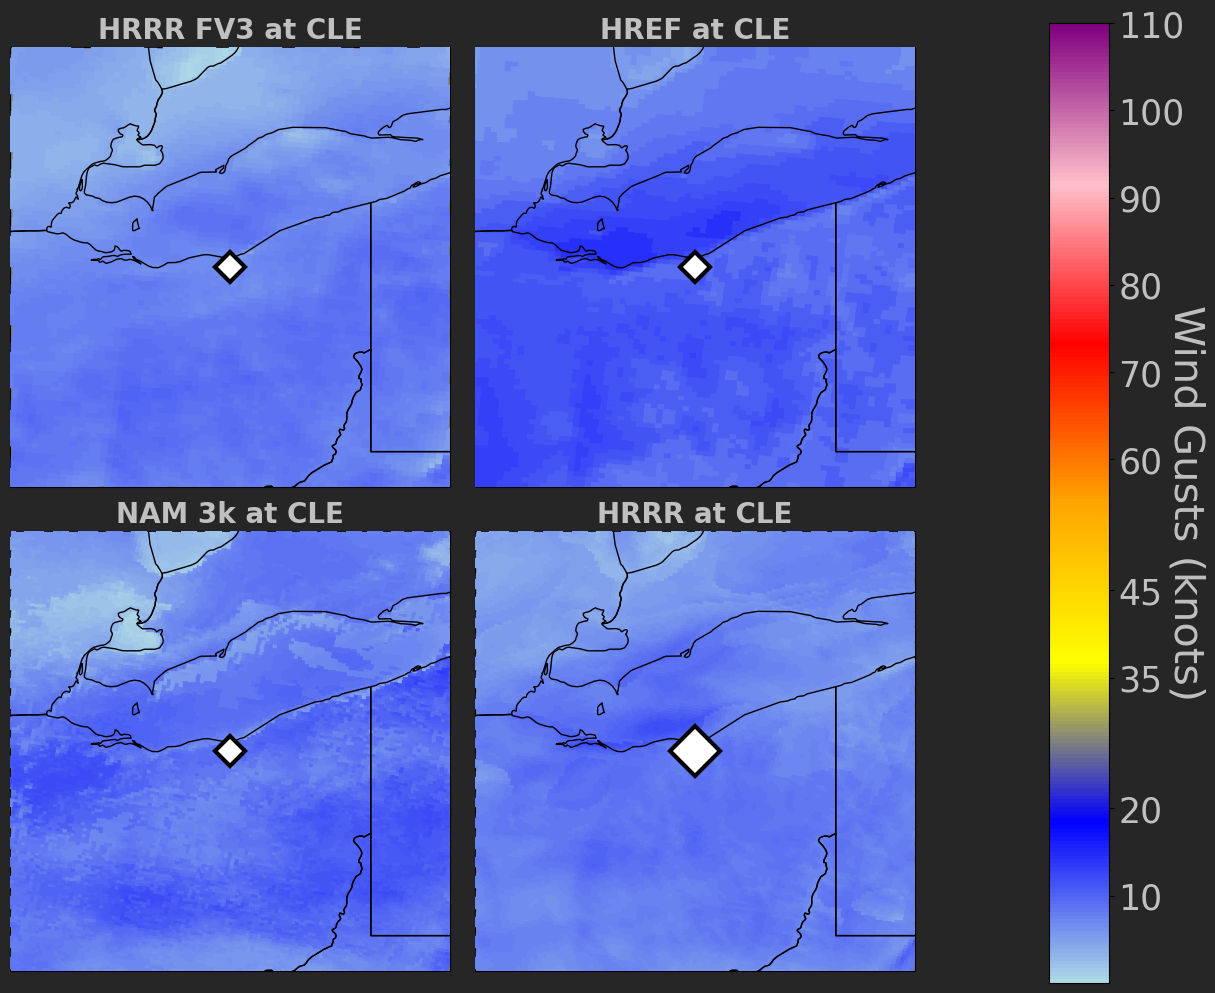 HRRR FV3 at CLE
HREF at CLE
NAM 3k at CLE
HRRR at CLE
110
100
90
80
70
60
45
35
20
10
Wind Gusts (knots)